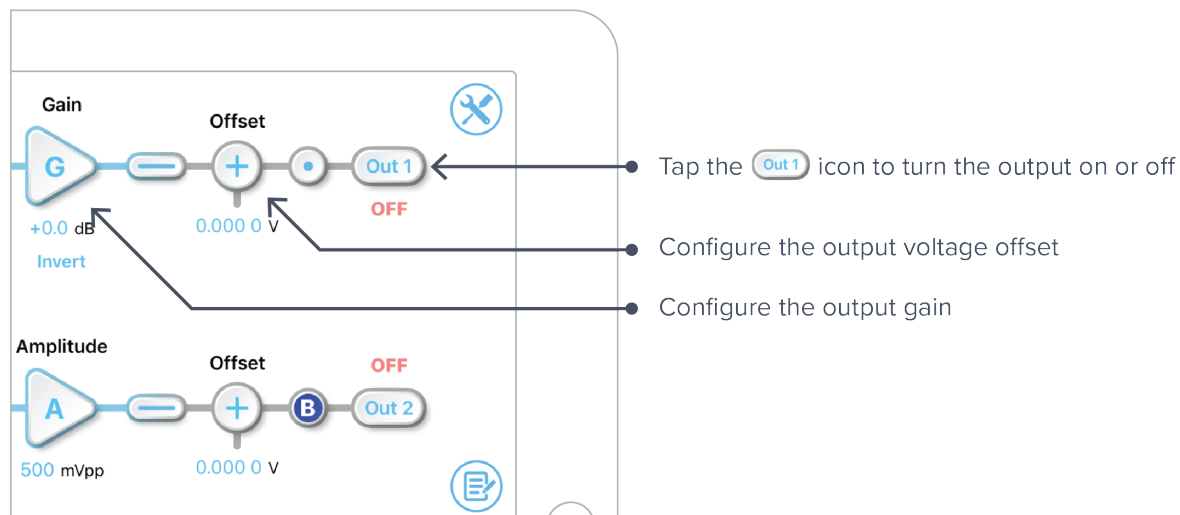 Gain
Offset
G
Out 1
Tap the Out 1 icon to turn the output on or off
OFF
+0.0 dB
0.000 0 V
Invert
Configure the output voltage offset
Configure the output gain
Amplitude
Offset
OFF
A
B
Out 2
500 mVpp
0.000 0 V